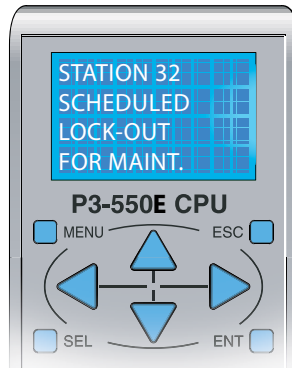 STATION 32
SCHEDULED
LOCK-OUT
FOR MAINT.
P3-550E CPU
MENU ESC
SEL ENT